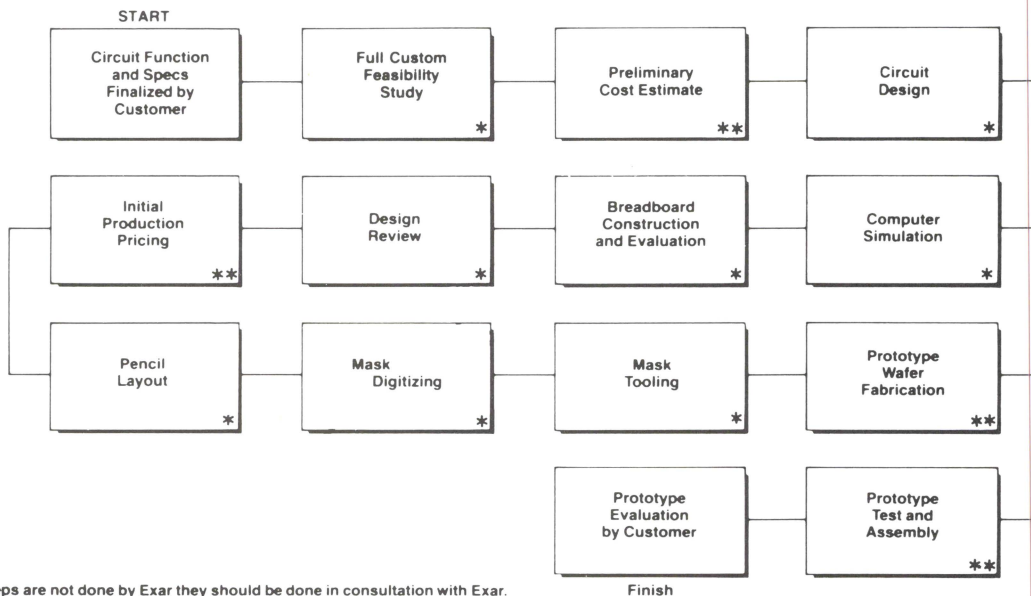 START
Circuit Function
and Specs
Finalized by
Customer
Full Custom
Feasibility
Study
*
Preliminary
Cost Estimate
**
Circuit
Design
*
Initial
Production
Pricing
**
Design
Review
*
Breadboard
Construction
and Evaluation
*
Computer
Simulation
*
Pencil
Layout
*
Mask
Digitizing
*
Mask
Tooling
*
Prototype
Wafer
Fabrication
**
Prototype
Evaluation
by Customer
Prototype
Test and
Assembly
**
ps are not done by Exar they should be done in consultation with Exar.
Finish